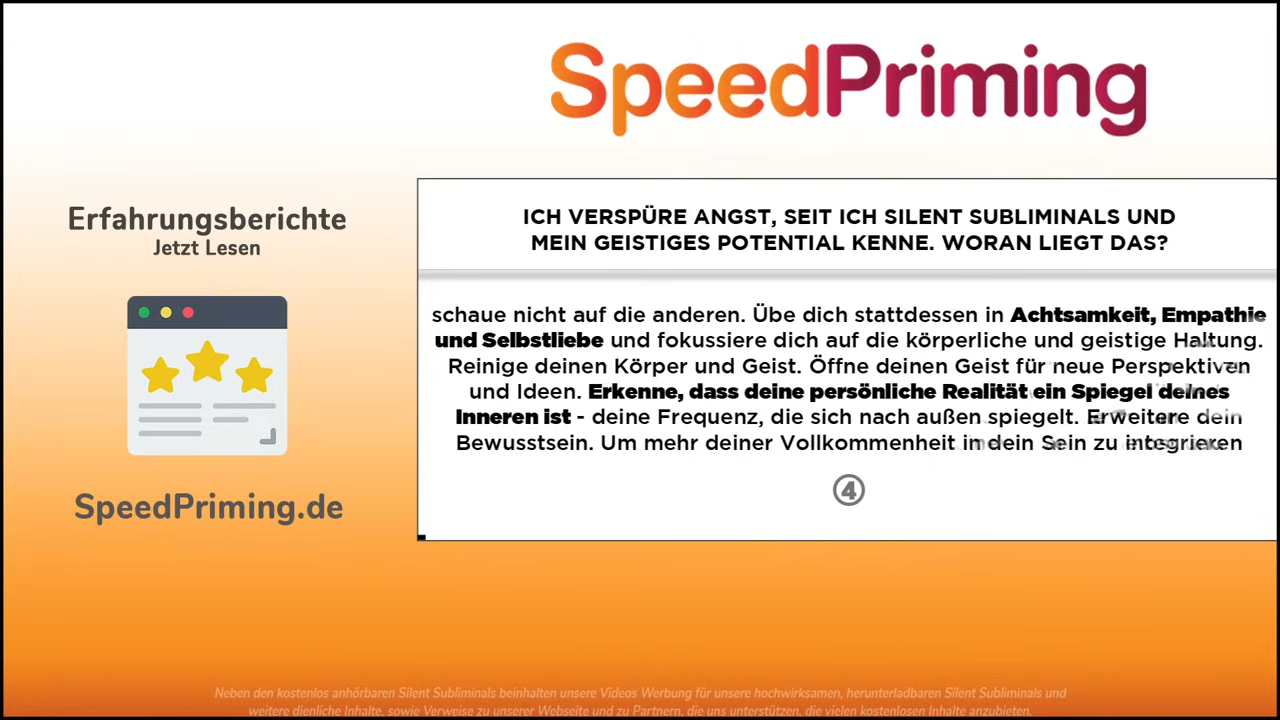 SpeedPriming
Erfahrungsberichte
Jetzt Lesen
SpeedPriming.de
ICH VERSPÜRE ANGST, SEIT ICH SILENT SUBLIMINALS UND
MEIN GEISTIGES POTENTIAL KENNE. WORAN LIEGT DAS?
schaue nicht auf die anderen. Übe dich stattdessen in Achtsamkeit, Empathie
und Selbstliebe und fokussiere dich auf die körperliche und geistige Haltung.
Reinige deinen Körper und Geist. Öffne deinen Geist für neue Perspektiven
und Ideen. Erkenne, dass deine persönliche Realität ein Spiegel deines
Inneren ist - deine Frequenz, die sich nach außen spiegelt. Erweitere dein
Bewusstsein. Um mehr deiner Vollkommenheit in dein Sein zu integrieren
4
Neben den kostenlos anhörbaren Silent Subliminals beinhalten unsere Videos Werbung für unsere hochwirksamen, herunterladbaren Silent Subliminals und
weitere dienliche Inhalte, sowie Verweise zu unserer Webseite und zu Partnern, die uns unterstützen, die vielen kostenlosen Inhalte anzubieten.